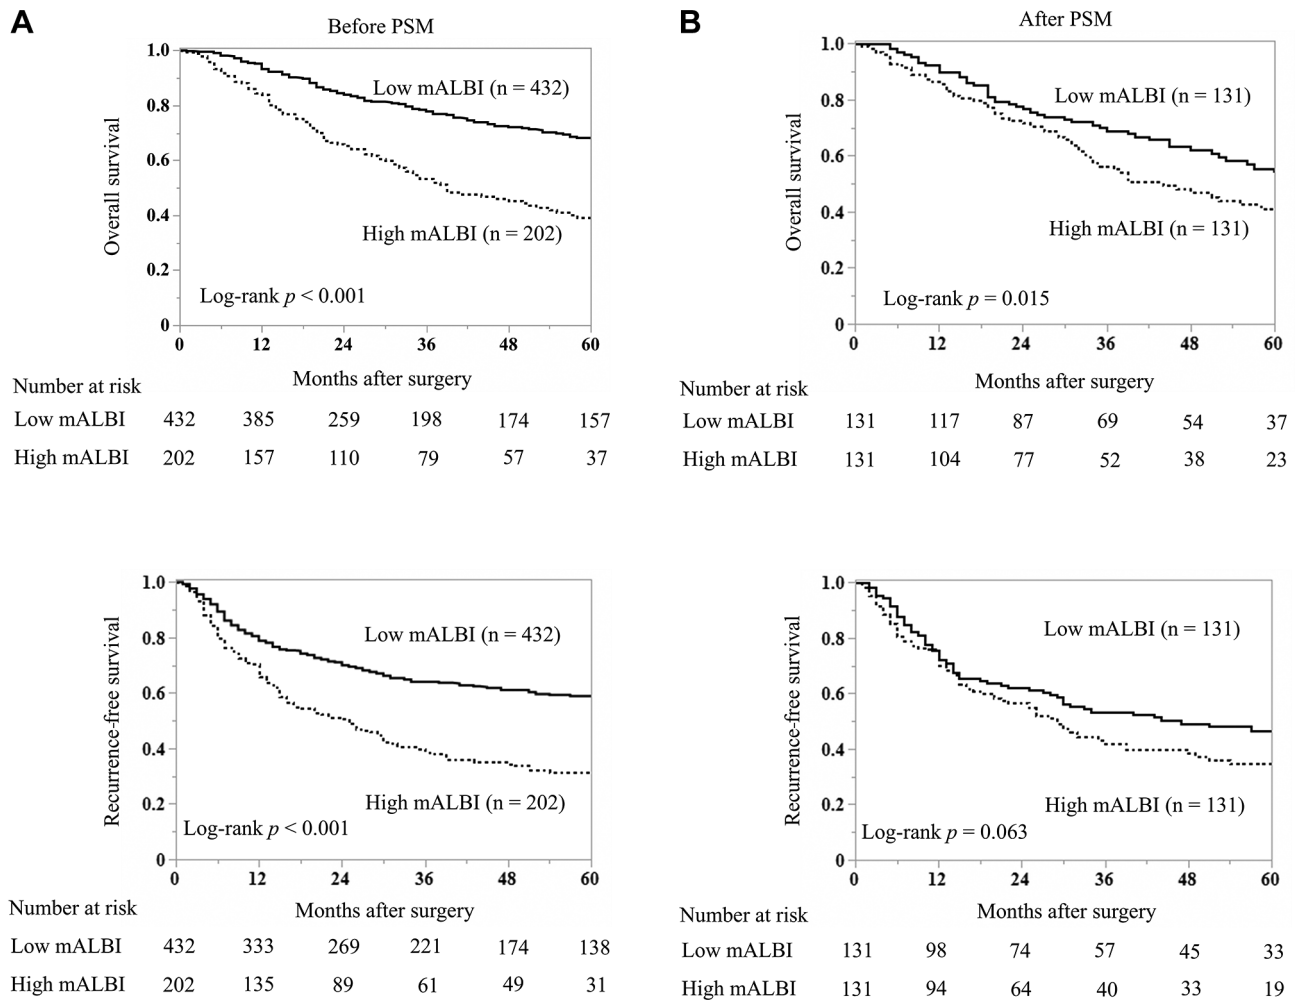 A
Before PSM
1.0
0.8
0.6
0.4
0.2
0
Overall survival
Low mALBI (n = 432)
High mALBI (n = 202)
Log-rank p < 0.001
0 12 24 36 48 60
Months after surgery
Number at risk
Low mALBI 432 385 259 198 174 157
High mALBI 202 157 110 79 57 37
B
After PSM
1.0
0.8
0.6
0.4
0.2
0
Overall survival
Low mALBI (n = 131)
High mALBI (n = 131)
Log-rank p = 0.015
0 12 24 36 48 60
Months after surgery
Number at risk
Low mALBI 131 117 87 69 54 37
High mALBI 131 104 77 52 38 23
1.0
0.8
0.6
0.4
0.2
0
Recurrence-free survival
Low mALBI (n = 432)
High mALBI (n = 202)
Log-rank p < 0.001
0 12 24 36 48 60
Months after surgery
Number at risk
Low mALBI 432 333 269 221 174 138
High mALBI 202 135 89 61 49 31
1.0
0.8
0.6
0.4
0.2
0
Recurrence-free survival
Low mALBI (n = 131)
High mALBI (n = 131)
Log-rank p = 0.063
0 12 24 36 48 60
Months after surgery
Number at risk
Low mALBI 131 98 74 57 45 33
High mALBI 131 94 64 40 33 19